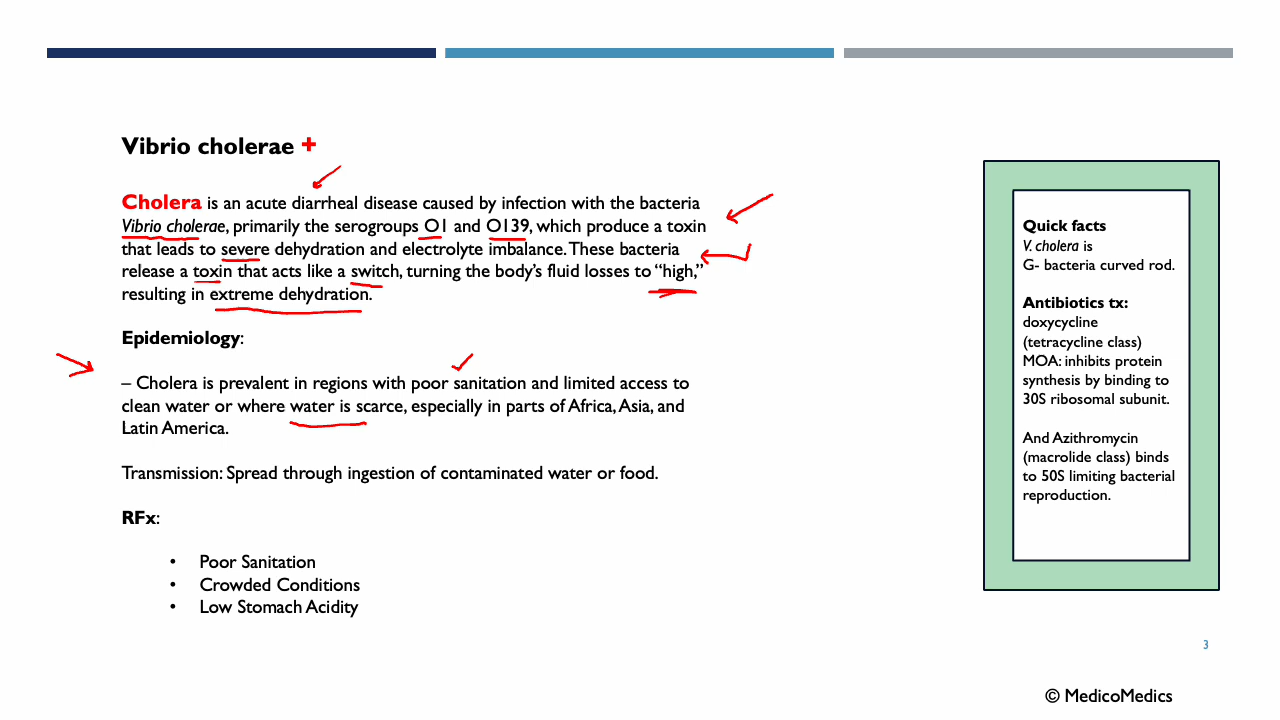 Vibrio cholerae +
Cholera is an acute diarrheal disease caused by infection with the bacteria
Vibrio cholerae, primarily the serogroups O1 and O139, which produce a toxin
that leads to severe dehydration and electrolyte imbalance. These bacteria
release a toxin that acts like a switch, turning the body’s fluid losses to “high,”
resulting in extreme dehydration.
Epidemiology:
– Cholera is prevalent in regions with poor sanitation and limited access to
clean water or where water is scarce, especially in parts of Africa, Asia, and
Latin America.
Transmission: Spread through ingestion of contaminated water or food.
RFx:
• Poor Sanitation
• Crowded Conditions
• Low Stomach Acidity
Quick facts
V. cholera is
G- bacteria curved rod.
Antibiotics tx:
doxycycline
(tetracycline class)
MOA: inhibits protein
synthesis by binding to
30S ribosomal subunit.
And Azithromycin
(macrolide class) binds
to 50S limiting bacterial
reproduction.
3
© MedicoMedics